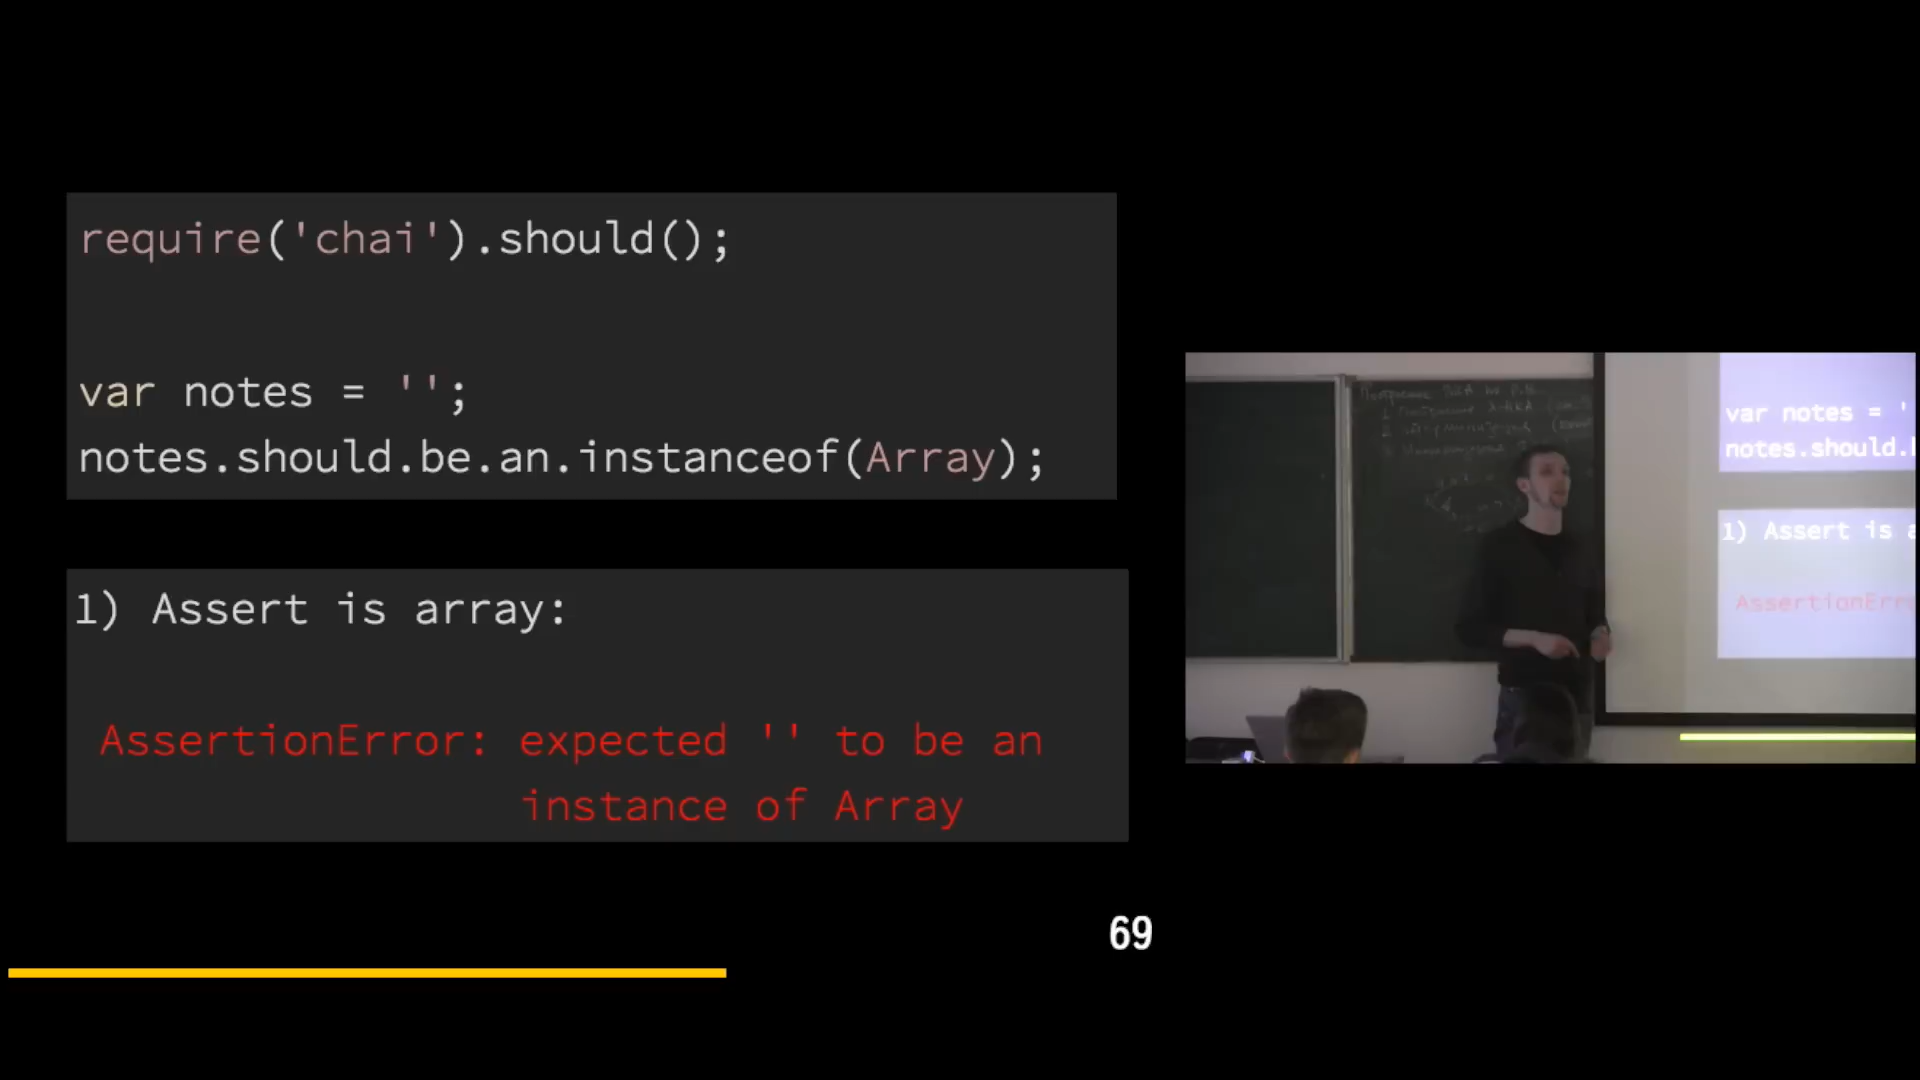 require('chai').should();
var notes = '';
notes.should.be.an.instanceof(Array);
1) Assert is array:
AssertionError: expected '' to be an
instance of Array
69
var notes = '
notes.should.
1) Assert is
AssertionErr